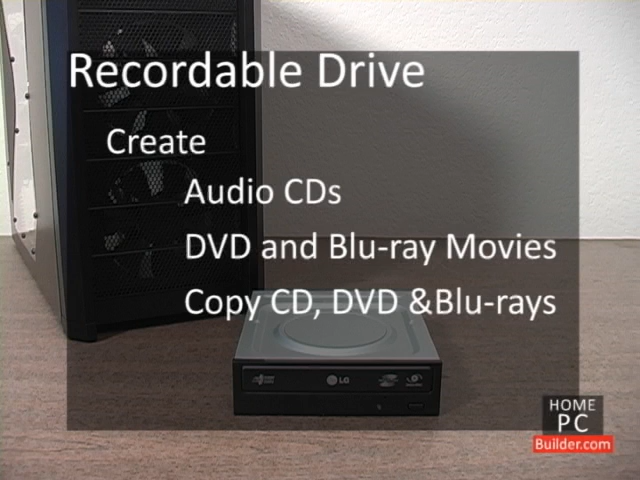 Recordable Drive
Create
Audio CDs
DVD and Blu-ray Movies
Copy CD, DVD &Blu-rays
LG
HOME
PC
Builder.com